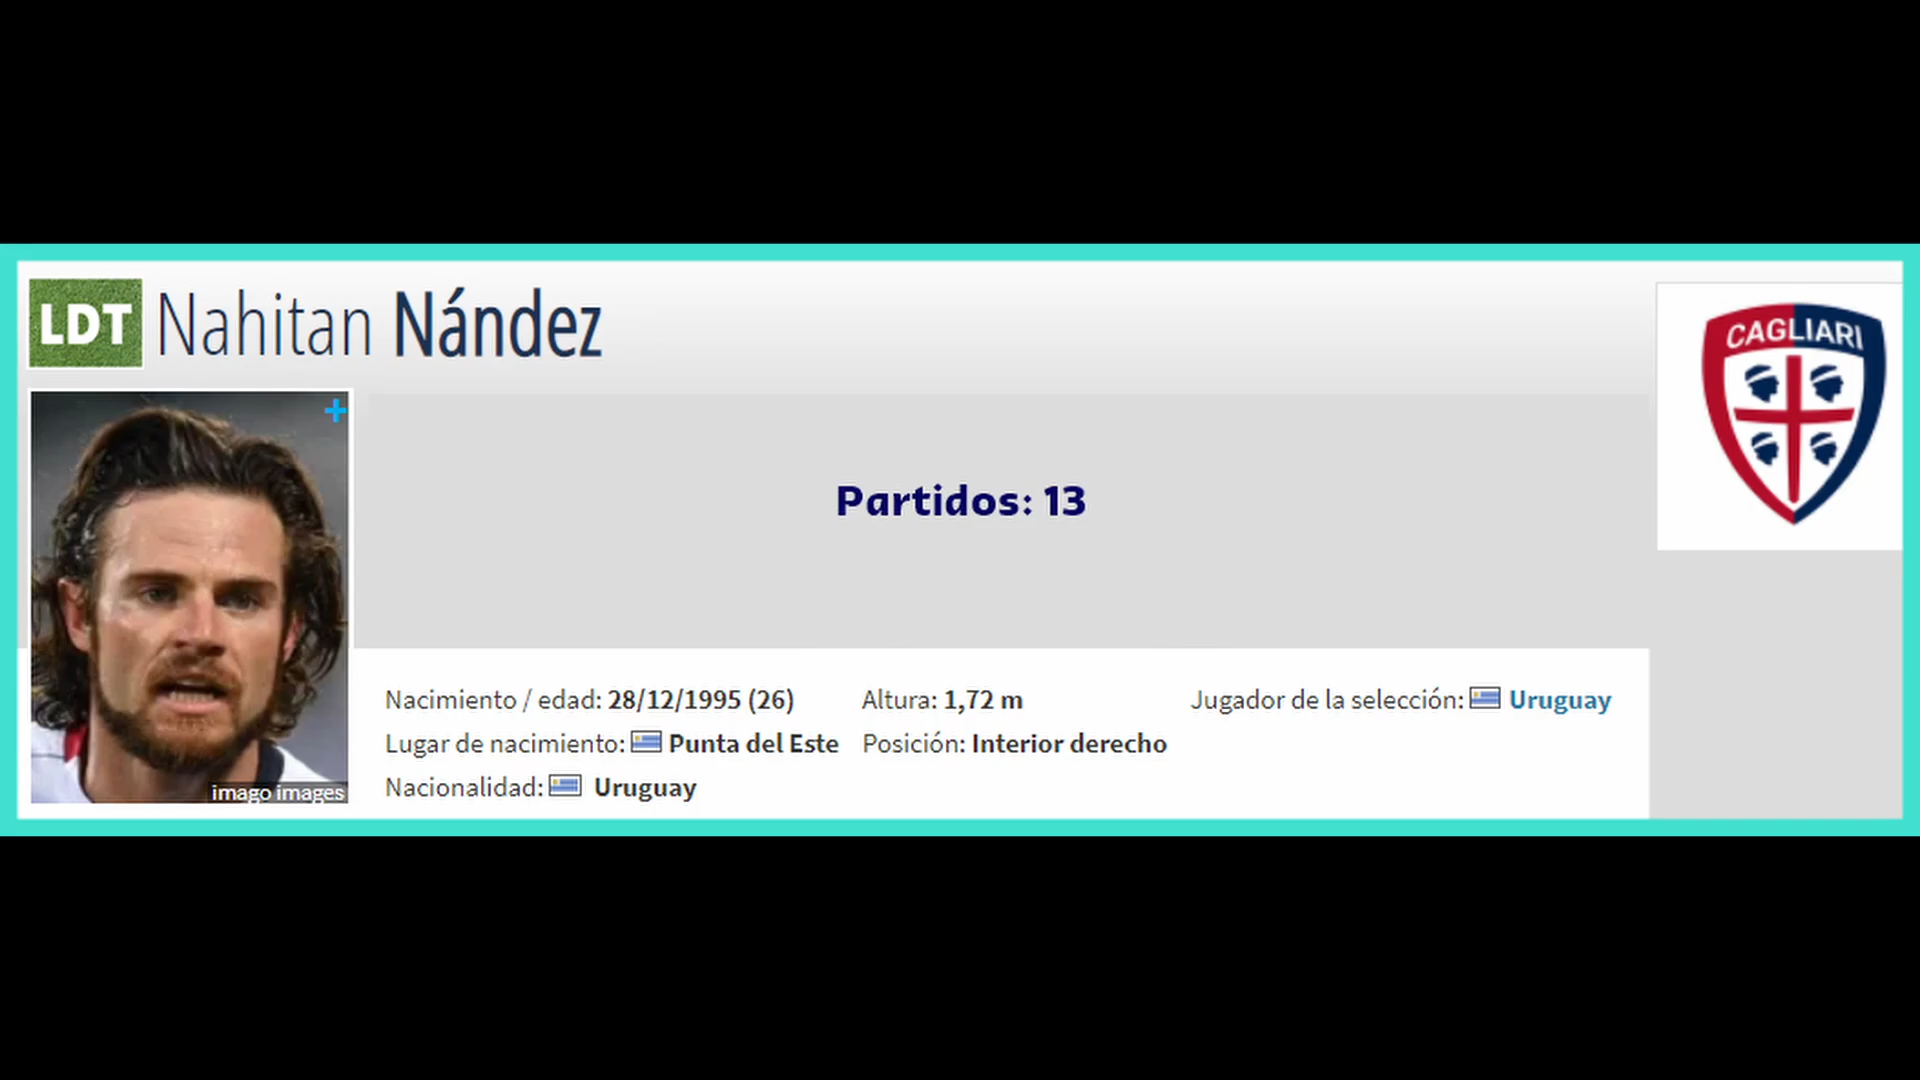 LDT Nahitan Nández
CAGLIARI
Partidos: 13
imago images
Nacimiento / edad: 28/12/1995 (26) Altura: 1,72 m Jugador de la selección: Uruguay
Lugar de nacimiento: Punta del Este Posición: Interior derecho
Nacionalidad: Uruguay